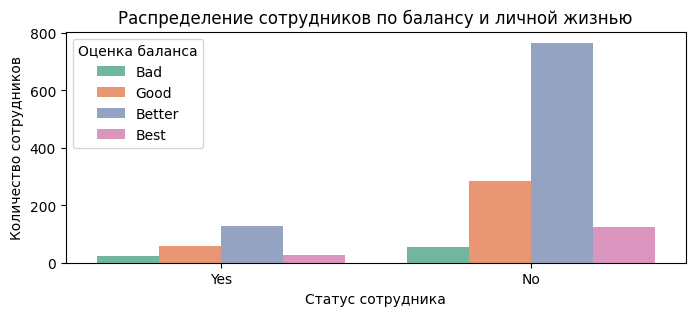 Распределение сотрудников по балансу и личной жизнью
Количество сотрудников
800
600
400
200
0
Оценка баланса
Bad
Good
Better
Best
Yes
No
Статус сотрудника